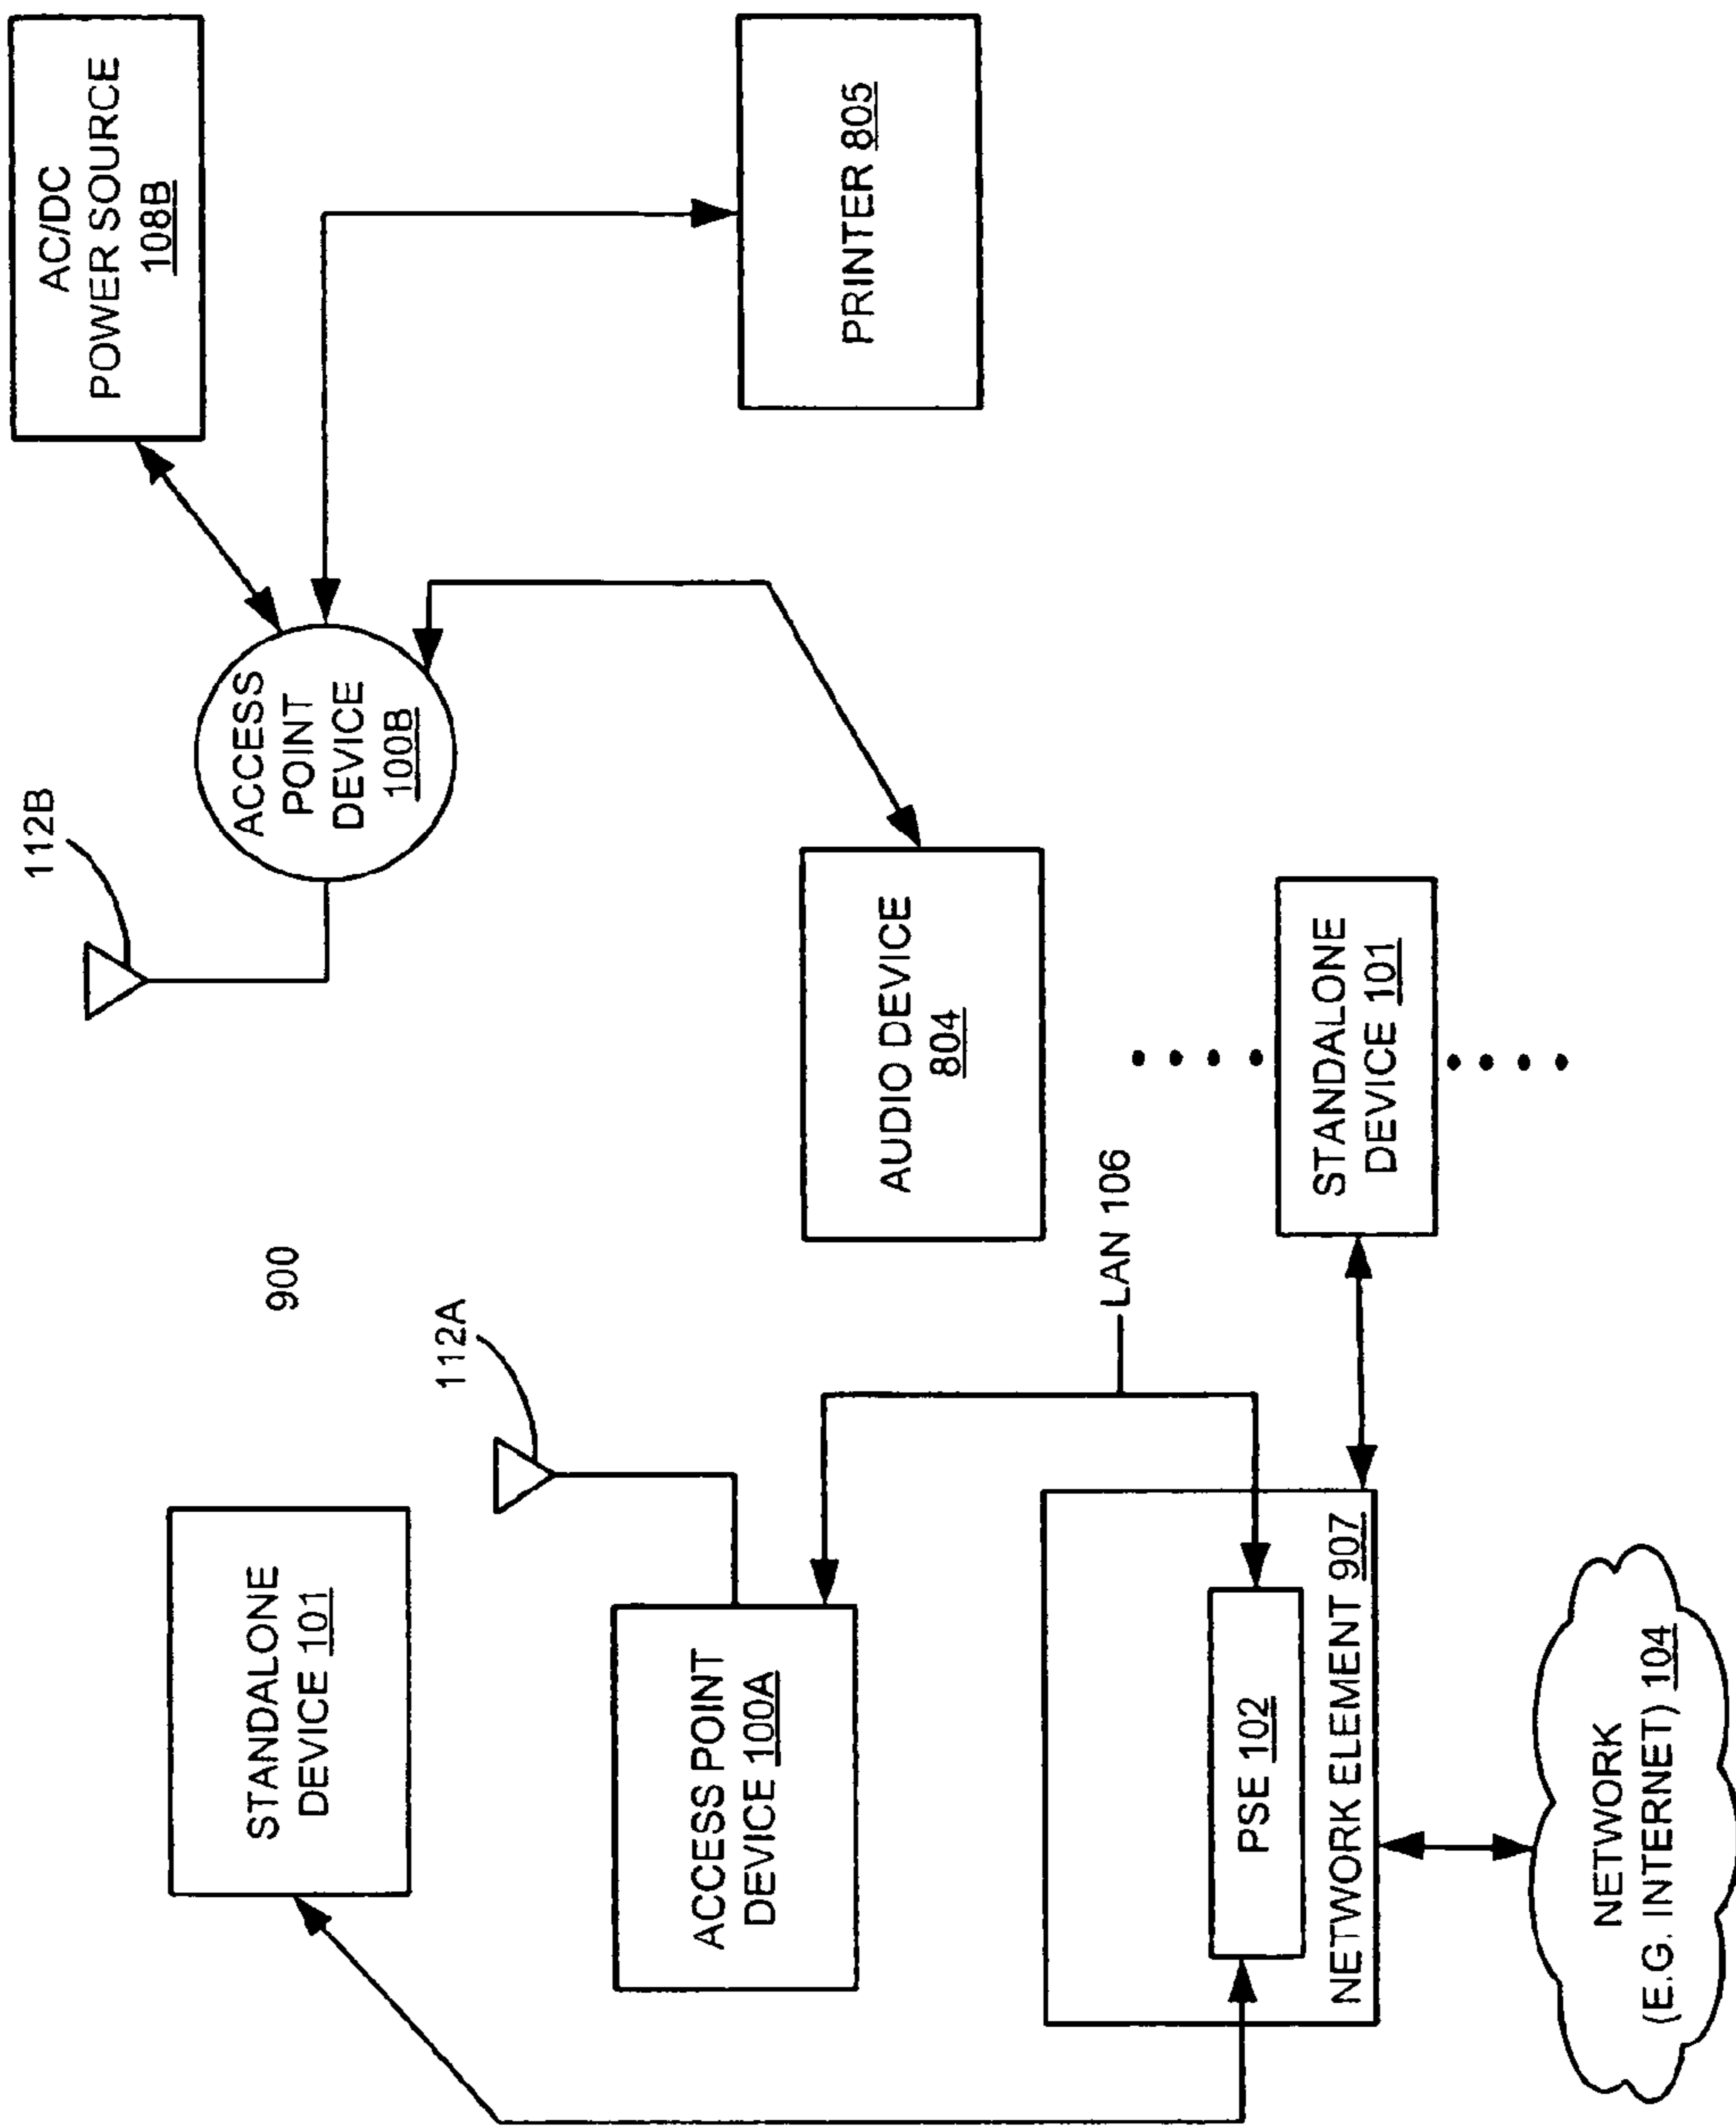 900
STANDALONE
DEVICE 101
112A
ACCESS POINT
DEVICE 100A
LAN 106
PSE 102
NETWORK ELEMENT 907
NETWORK
(E.G. INTERNET) 104
112B
ACCESS
POINT
DEVICE
100B
AC/DC
POWER SOURCE
108B
AUDIO DEVICE
804
PRINTER 805
STANDALONE
DEVICE 101